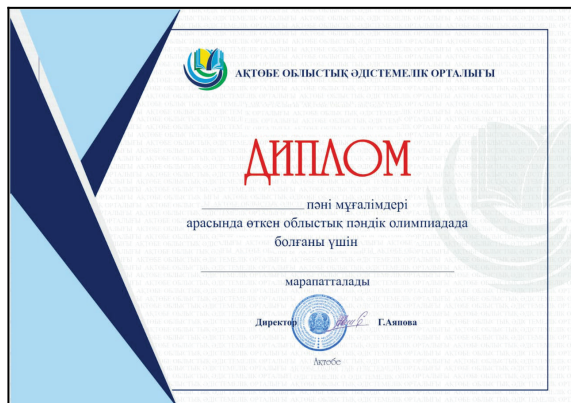 АҚТӨБЕ ОБЛЫСТЫҚ ӘДІСТЕМЕЛІК ОРТАЛЫҒЫ
ДИПЛОМ
пәні мұғалімдері
арасында өткен облыстық пәндік олимпиадада
болғаны үшін
марапатталады
Директор Г.Аяпова
Ақтөбе